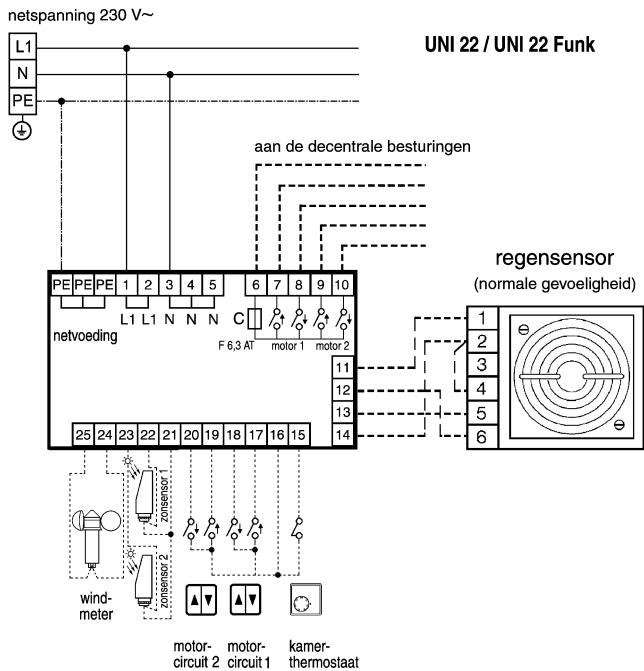 netspanning 230 V~
UNI 22 / UNI 22 Funk
L1
N
PE
aan de decentrale besturingen
regensensor
(normale gevoeligheid)
PE PE PE 1 2 3 4 5 6 7 8 9 10
L1 L1 N N N C
netvoeding
F 6,3 AT motor 1 motor 2
1
2
3
4
5
6
11
12
13
14
25 24 23 22 21 20 19 18 17 16 15
zonsensor 1
zonsensor 2
wind-
meter
motor-
circuit 2
motor-
circuit 1
kamer-
thermostaat